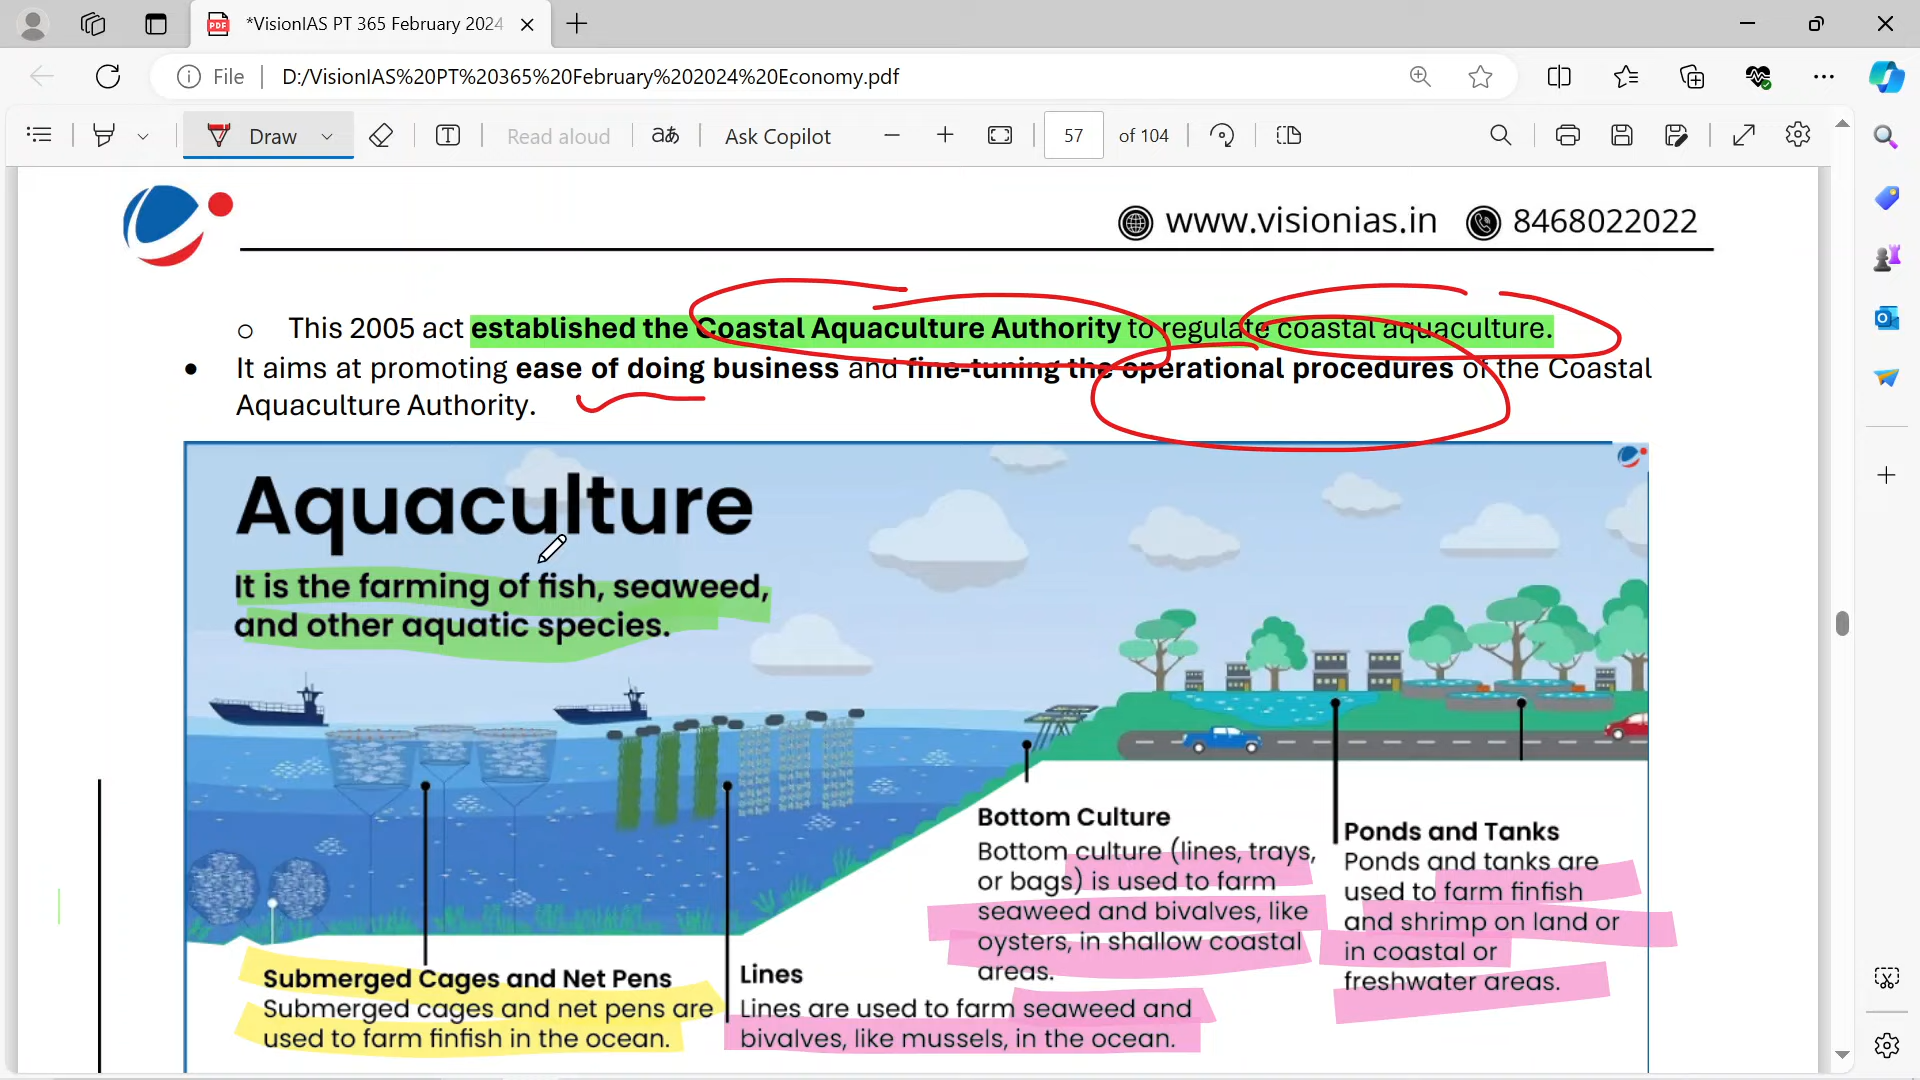 *VisionIAS PT 365 February 2024
File
D:/VisionIAS%20PT%20365%20February%202024%20Economy.pdf
Draw
Read aloud
aあ
Ask Copilot
57
of 104
www.visionias.in
8468022022
○ This 2005 act established the Coastal Aquaculture Authority to regulate coastal aquaculture.
● It aims at promoting ease of doing business and fine-tuning the operational procedures of the Coastal
Aquaculture Authority.
Aquaculture
It is the farming of fish, seaweed,
and other aquatic species.
Submerged Cages and Net Pens
Submerged cages and net pens are
used to farm finfish in the ocean.
Lines
Lines are used to farm seaweed and
bivalves, like mussels, in the ocean.
Bottom Culture
Bottom culture (lines, trays,
or bags) is used to farm
seaweed and bivalves, like
oysters, in shallow coastal
areas.
Ponds and Tanks
Ponds and tanks are
used to farm finfish
and shrimp on land or
in coastal or
freshwater areas.